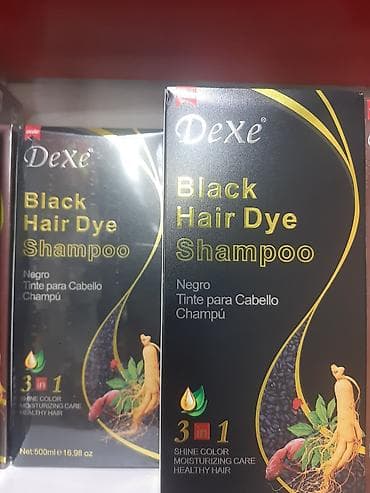 DeXe®
Black
Hair Dye
Shampoo
Negro
Tinte para Cabello
Champú
3 in 1
SHINE COLOR
MOISTURIZING CARE
HEALTHY HAIR
Net:500ml℮16.98 oz
DeXe®
Black
Hair Dye
Shampoo
Negro
Tinte para Cabello
Champú
3 in 1
SHINE COLOR
MOISTURIZING CARE
HEALTHY HAIR